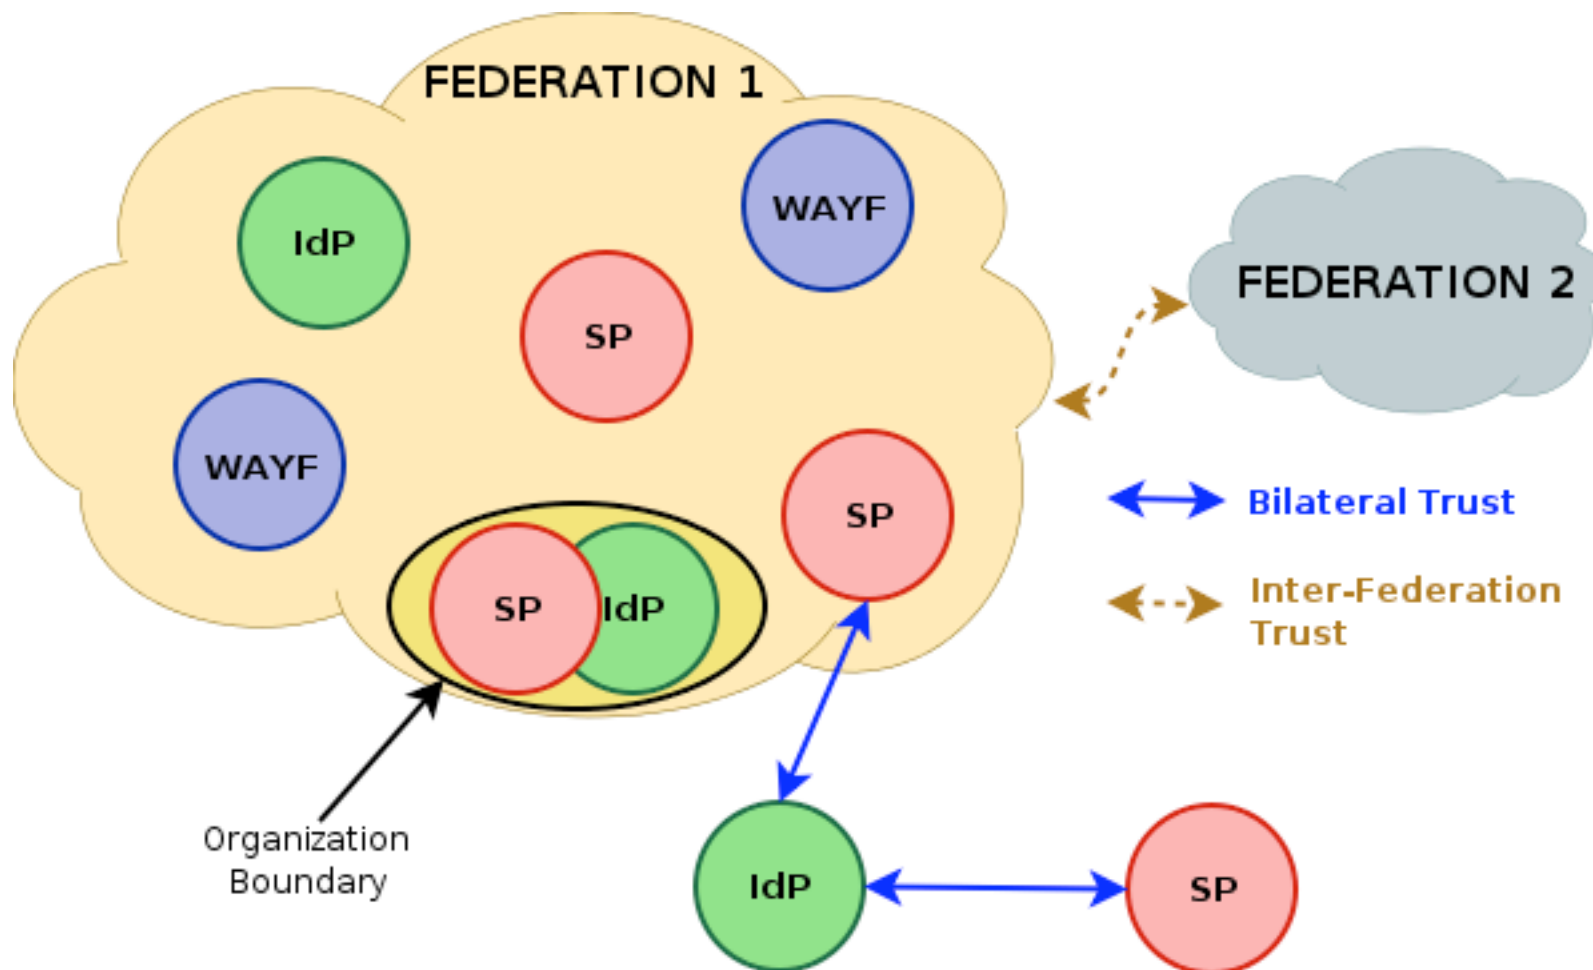 FEDERATION 1
WAYF
IdP
FEDERATION 2
SP
WAYF
SP
Bilateral Trust
SP
IdP
Inter-Federation
Trust
Organization
Boundary
IdP
SP